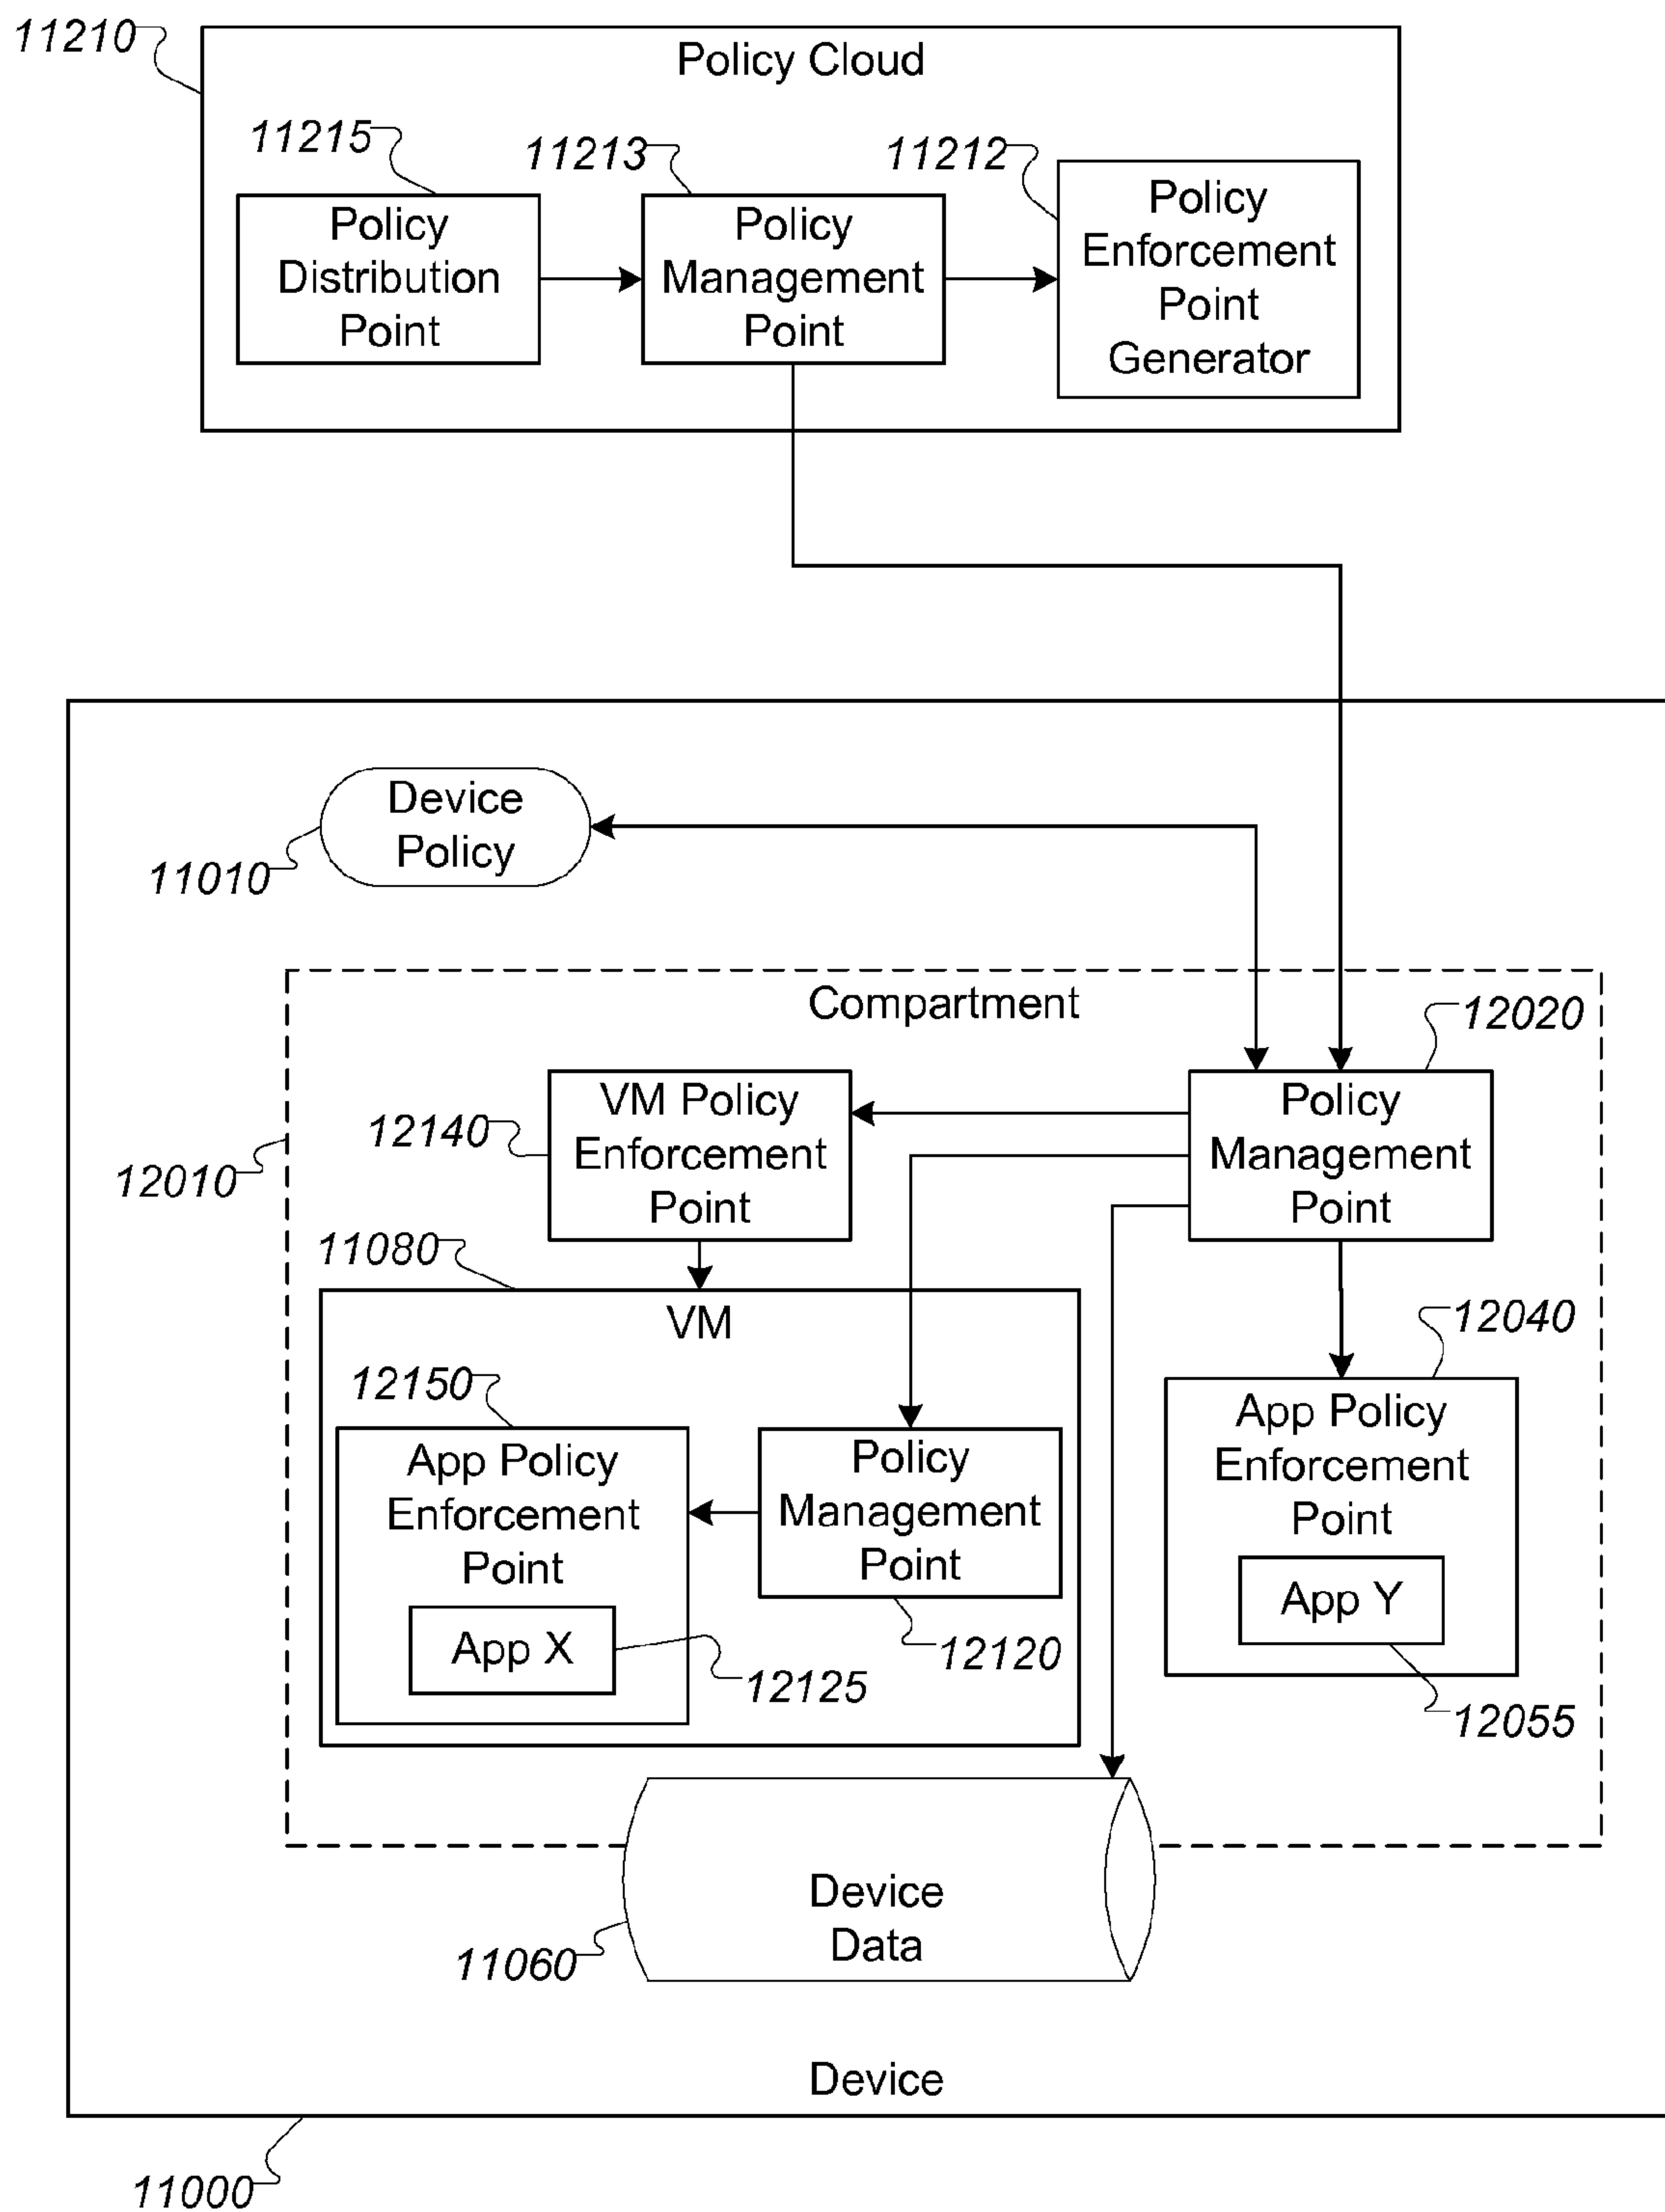 11210
Policy Cloud
11215
11213
11212
Policy
Distribution
Point
Policy
Management
Point
Policy
Enforcement
Point
Generator
Device
Policy
11010
Compartment
12020
VM Policy
Enforcement
Point
12140
Policy
Management
Point
12010
11080
VM
12040
12150
App Policy
Enforcement
Point
App X
Policy
Management
Point
App Policy
Enforcement
Point
App Y
12120
12125
12055
Device
Data
11060
Device
11000